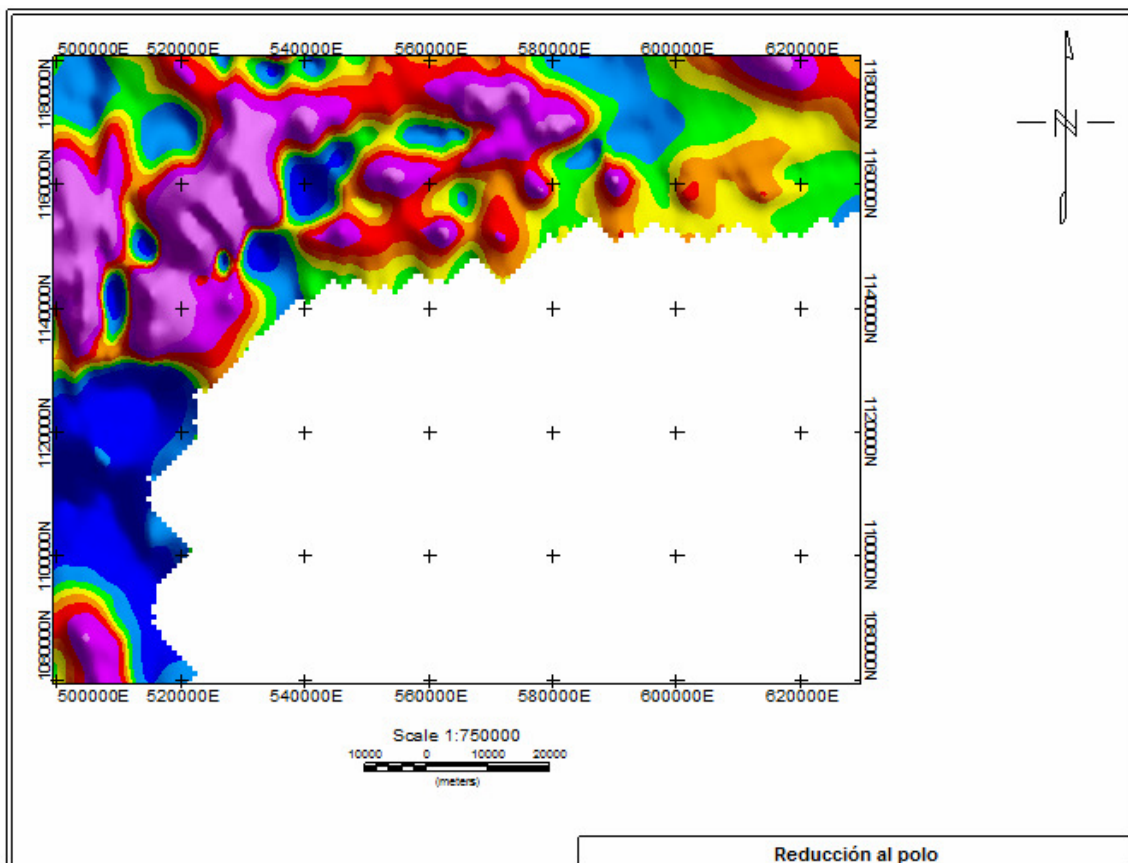 500000E 520000E 540000E 560000E 580000E 600000E 620000E
1180000N 1180000N
N
1160000N 1160000N
1140000N 1140000N
1120000N 1120000N
1100000N 1100000N
1080000N 1080000N
500000E 520000E 540000E 560000E 580000E 600000E 620000E
Scale 1:750000
10000 0 10000 20000
(meters)
Reducción al polo